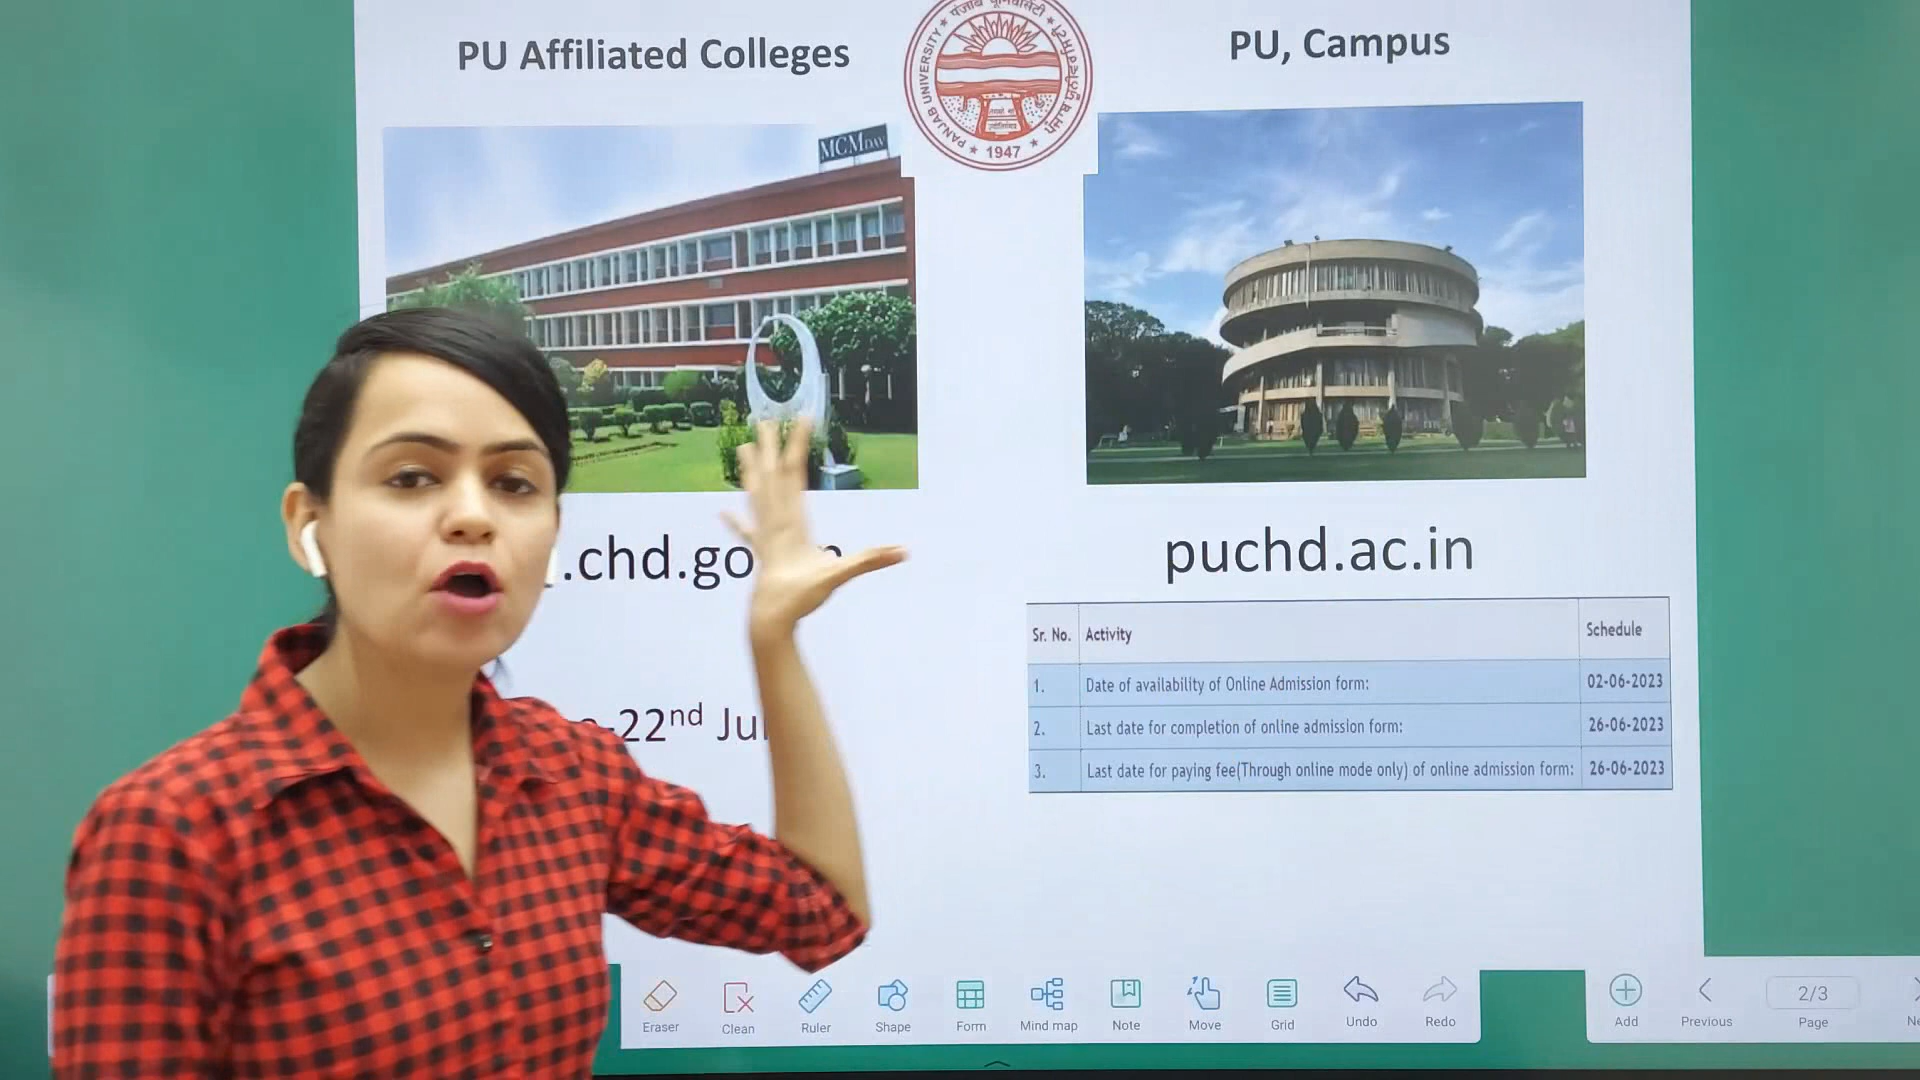 PU Affiliated Colleges
PU, Campus
PANJAB UNIVERSITY
1947
MCM DAV
.chd.go
puchd.ac.in
Sr. No. Activity Schedule
1. Date of availability of Online Admission form: 02-06-2023
2. Last date for completion of online admission form: 26-06-2023
3. Last date for paying fee(Through online mode only) of online admission form: 26-06-2023
-22nd
Eraser
Clean
Ruler
Shape
Form
Mind map
Note
Move
Grid
Undo
Redo
Add
Previous
2/3
Page